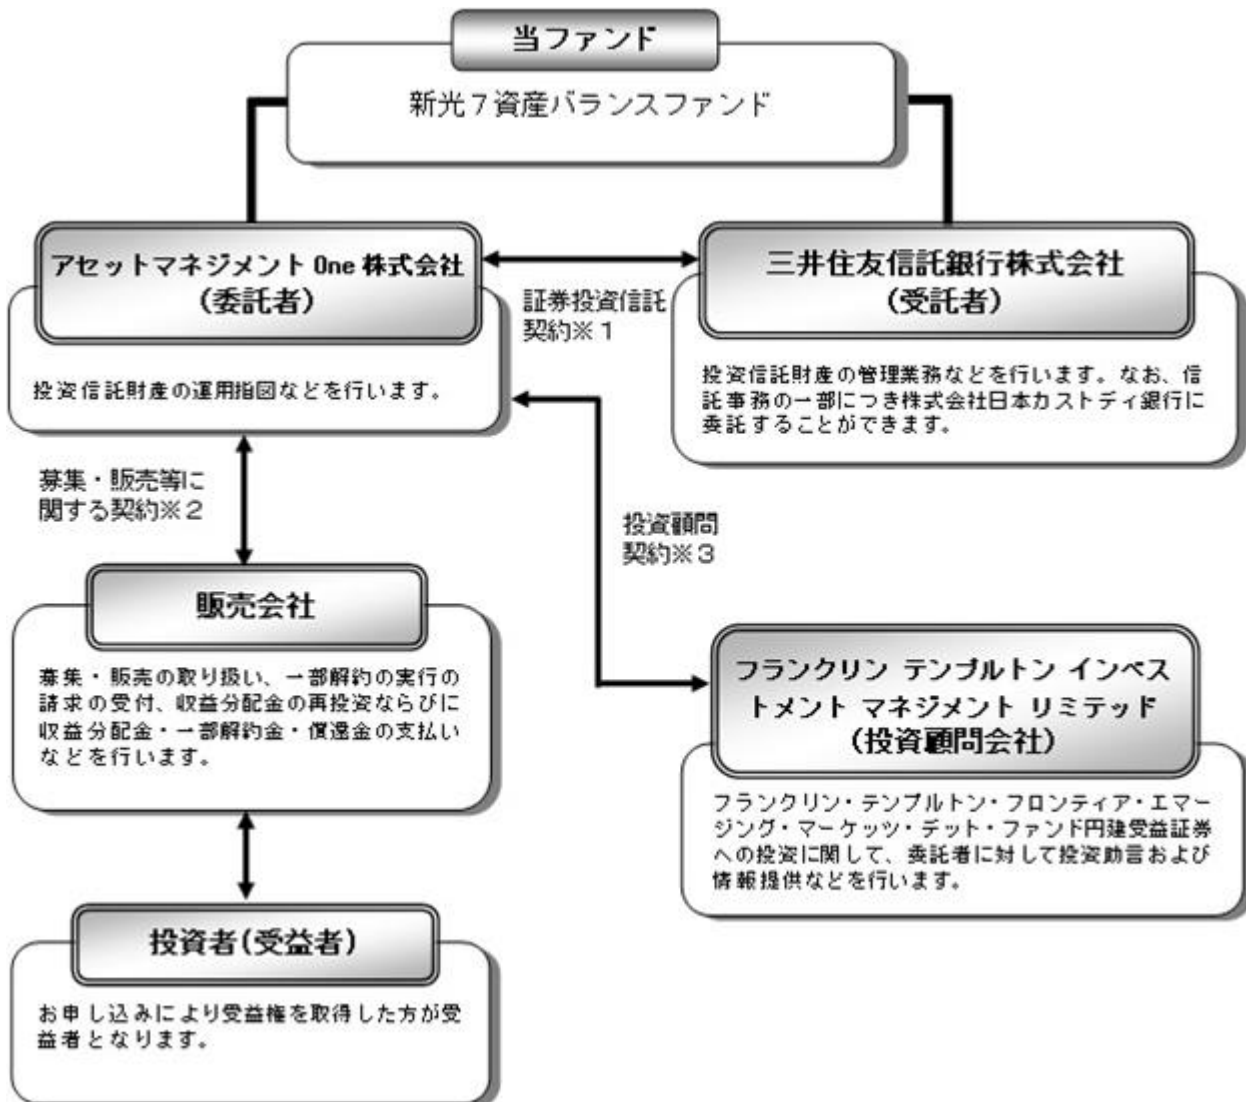 当ファンド
新光7資産バランスファンド
アセットマネジメント One 株式会社
(委託者)
投資信託財産の運用指図などを行います。
証券投資信託
契約※1
三井住友信託銀行株式会社
(受託者)
投資信託財産の管理業務などを行います。なお、信
託事務の一部につき株式会社日本カストディ銀行に
委託することができます。
募集・販売等に
関する契約※2
投資顧問
契約※3
販売会社
募集・販売の取り扱い、一部解約の実行の
請求の受付、収益分配金の再投資ならびに
収益分配金・一部解約金・償還金の支払い
などを行います。
フランクリン テンプルトン インベス
トメント マネジメント リミテッド
(投資顧問会社)
フランクリン・テンプルトン・フロンティア・エマー
ジング・マーケッツ・デット・ファンド円建受益証券
への投資に関して、委託者に対して投資助言および
情報提供などを行います。
投資者(受益者)
お申し込みにより受益権を取得した方が受
益者となります。